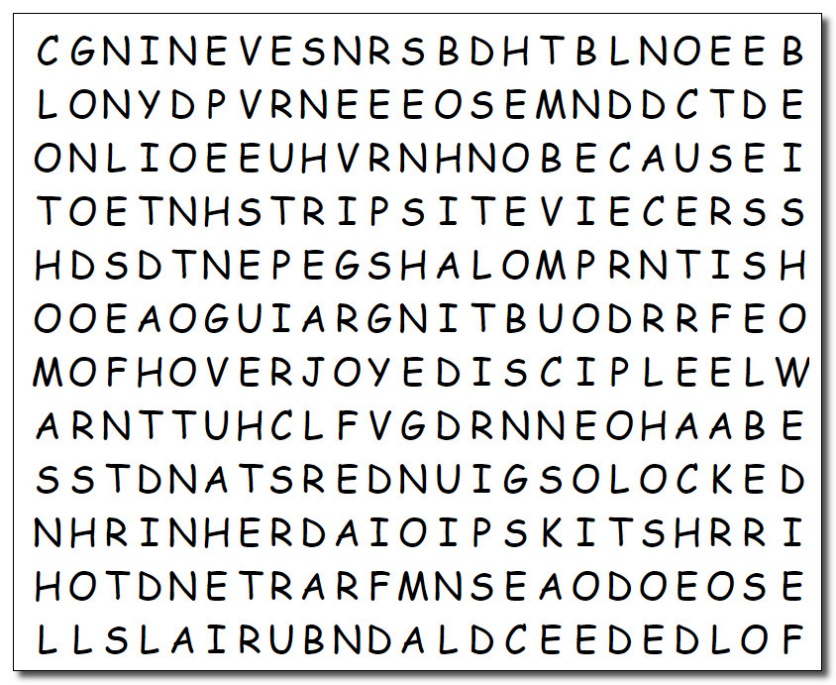 C G N I N E V E S N R S B D H T B L N O E E B
L O N Y D P V R N E E E O S E M N D D C T D E
O N L I O E E U H V R N H N O B E C A U S E I
T O E T N H S T R I P S I T E V I E C E R S S
H D S D T N E P E G S H A L O M P R N T I S H
O O E A O G U I A R G N I T B U O D R R F E O
M O F H O V E R J O Y E D I S C I P L E E L W
A R N T T U H C L F V G D R N N E O H A A B E
S S T D N A T S R E D N U I G S O L O C K E D
N H R I N H E R D A I O I P S K I T S H R R I
H O T D N E T R A R F M N S E A O D O E O S E
L L S L A I R U B N D A L D C E E D E D L O F